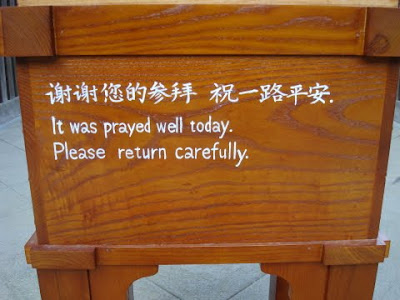 谢谢您的参拜 祝一路平安.
It was prayed well today.
Please return carefully.